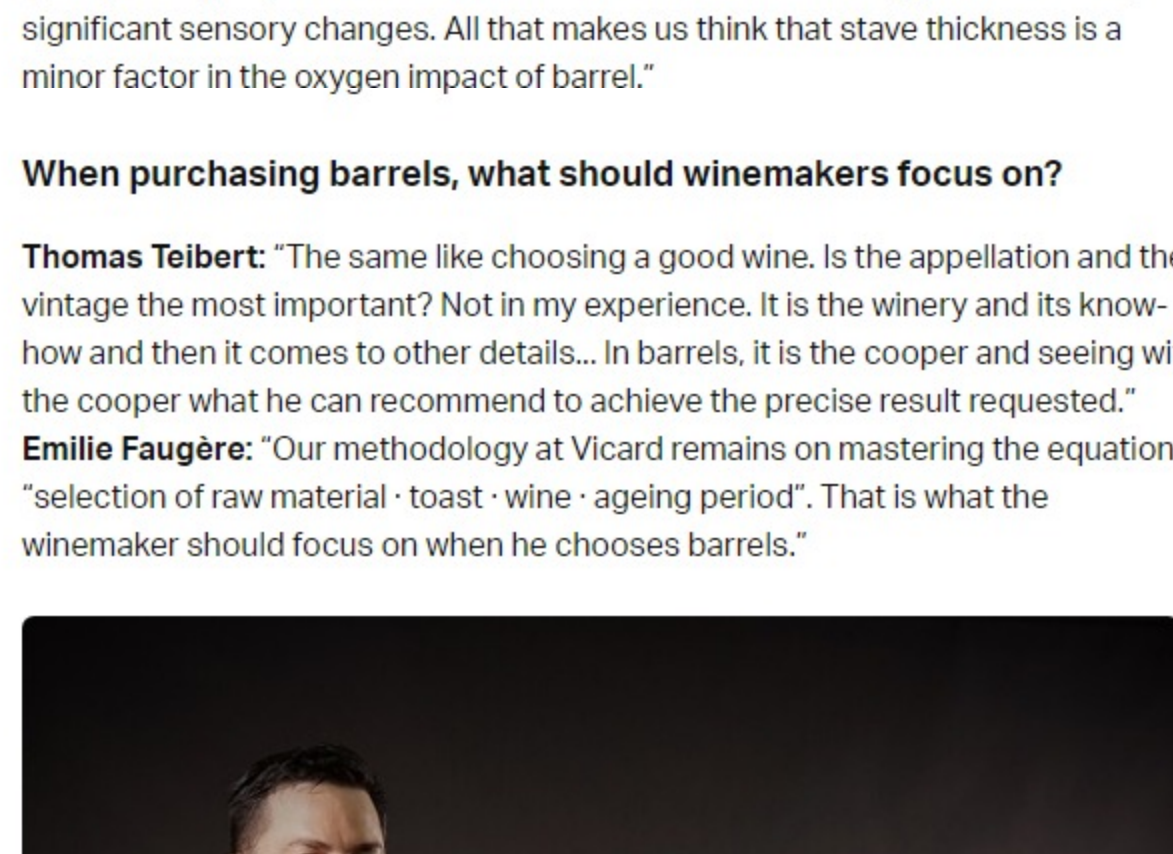 significant sensory changes. All that makes us think that stave thickness is a
minor factor in the oxygen impact of barrel.”
When purchasing barrels, what should winemakers focus on?
Thomas Teibert: “The same like choosing a good wine. Is the appellation and the
vintage the most important? Not in my experience. It is the winery and its know-
how and then it comes to other details... In barrels, it is the cooper and seeing
the cooper what he can recommend to achieve the precise result requested.”
Emilie Faugère: “Our methodology at Vicard remains on mastering the equation
“selection of raw material · toast · wine · ageing period”. That is what the
winemaker should focus on when he chooses barrels.”